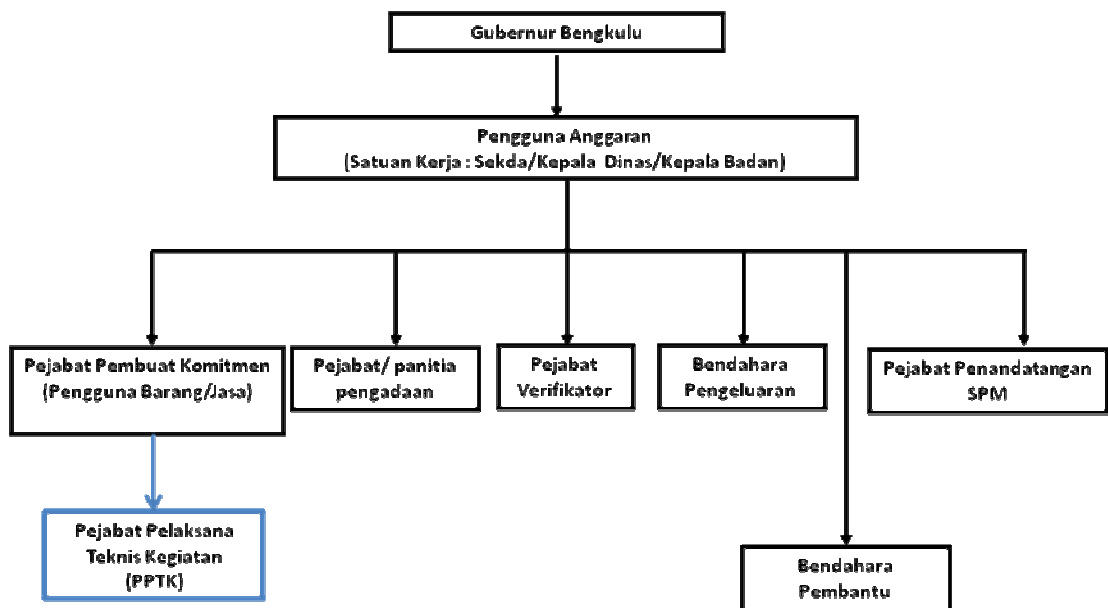 Gubernur Bengkulu
Pengguna Anggaran
(Satuan Kerja : Sekda/Kepala Dinas/Kepala Badan)
Pejabat Pembuat Komitmen
(Pengguna Barang/Jasa)
Pejabat/ panitia
pengadaan
Pejabat
Verifikator
Bendahara
Pengeluaran
Pejabat Penandatangan
SPM
Pejabat Pelaksana
Teknis Kegiatan
(PPTK)
Bendahara
Pembantu